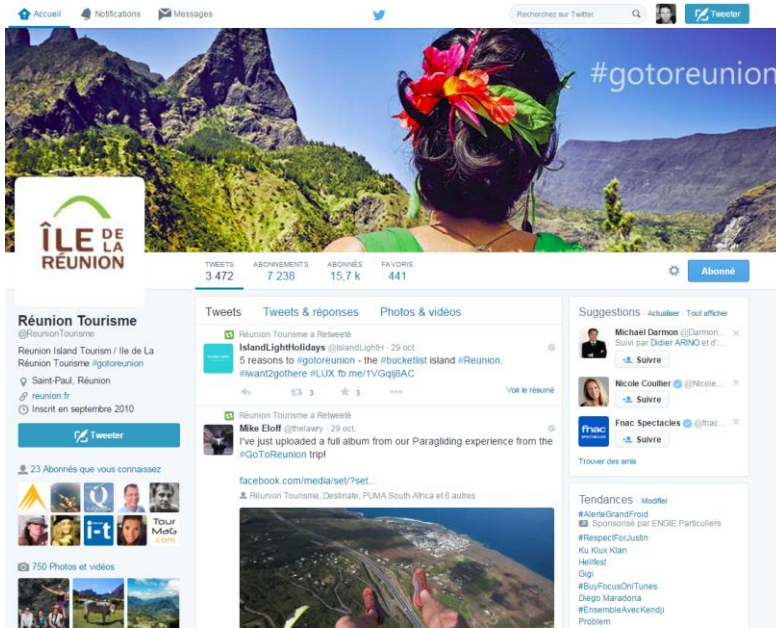 Accueil Notifications Messages Recherchez sur Twitter Tweeter
#gotoreunion
ÎLE DE LA
RÉUNION
TWEETS ABONNEMENTS ABONNÉS FAVORIS
3 472 7 238 15,7 k 441
Abonné
Réunion Tourisme
@ReunionTourisme
Reunion Island Tourism / Ile de La
Réunion Tourisme #gotoreunion
Saint-Paul, Réunion
reunion.fr
Inscrit en septembre 2010
Tweeter
23 Abonnés que vous connaissez
i-t
Tour
MaG
.com
750 Photos et vidéos
Tweets Tweets & réponses Photos & vidéos
Réunion Tourisme a Retweeté
IslandLightHolidays @IslandLightH · 29 oct.
5 reasons to #gotoreunion - the #bucketlist island #Reunion.
#iwant2gothere #LUX fb.me/1VGqij8AC
3 3 Voir le résumé
Réunion Tourisme a Retweeté
Mike Eloff @thelawry · 29 oct.
I've just uploaded a full album from our Paragliding experience from the
#GoToReunion trip!
facebook.com/media/set/?set...
Réunion Tourisme, Destinate, PUMA South Africa et 6 autres
Suggestions · Actualiser · Tout afficher
Michaël Darmon @Darmon...
Suivi par Didier ARINO et d'...
Suivre
Nicole Coullier @Nicole...
Suivre
Fnac Spectacles @fnac...
fnac
SPECTACLES
Suivre
Trouver des amis
Tendances · Modifier
#AlerteGrandFroid
Sponsorisé par ENGIE Particuliers
#RespectForJustin
Ku Klux Klan
Hellfest
Gigi
#BuyFocusOniTunes
Diego Maradona
#EnsembleAvecKendji
Problem